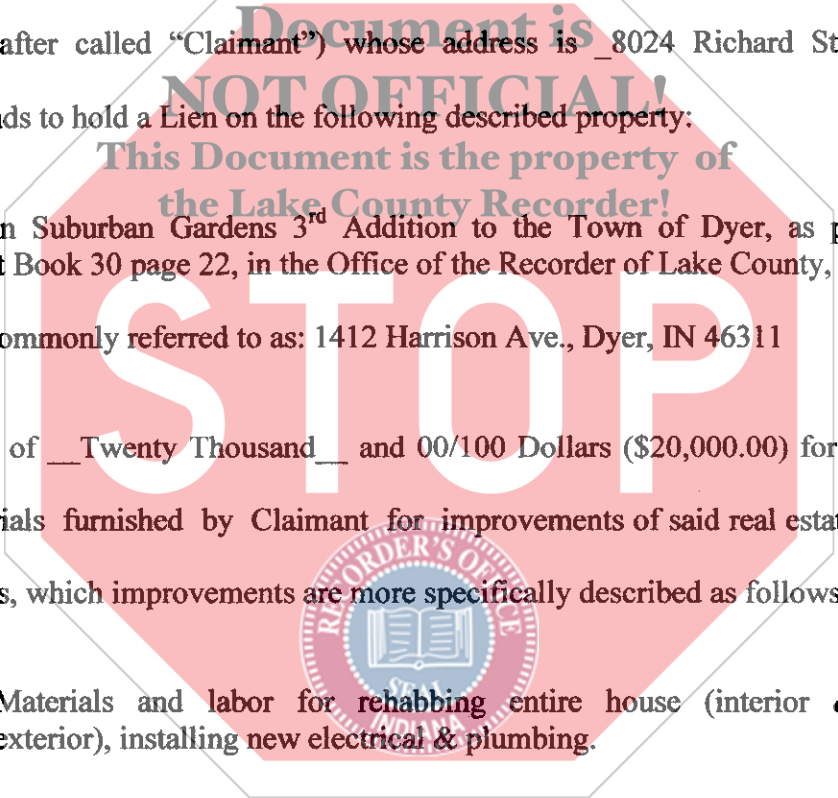 Document is
after called “Claimant”) whose address is _8024 Richard St
NOT OFFICIAL!
ds to hold a Lien on the following described property:
This Document is the property of
the Lake County Recorder!
n Suburban Gardens 3rd Addition to the Town of Dyer, as p
t Book 30 page 22, in the Office of the Recorder of Lake County,
STOP
ommonly referred to as: 1412 Harrison Ave., Dyer, IN 46311
of __Twenty Thousand__ and 00/100 Dollars ($20,000.00) for
ials furnished by Claimant for improvements of said real estat
s, which improvements are more specifically described as follows
RECORDER'S OFFICE
SEAL
INDIANA
Materials and labor for rehabbing entire house (interior &
exterior), installing new electrical & plumbing.